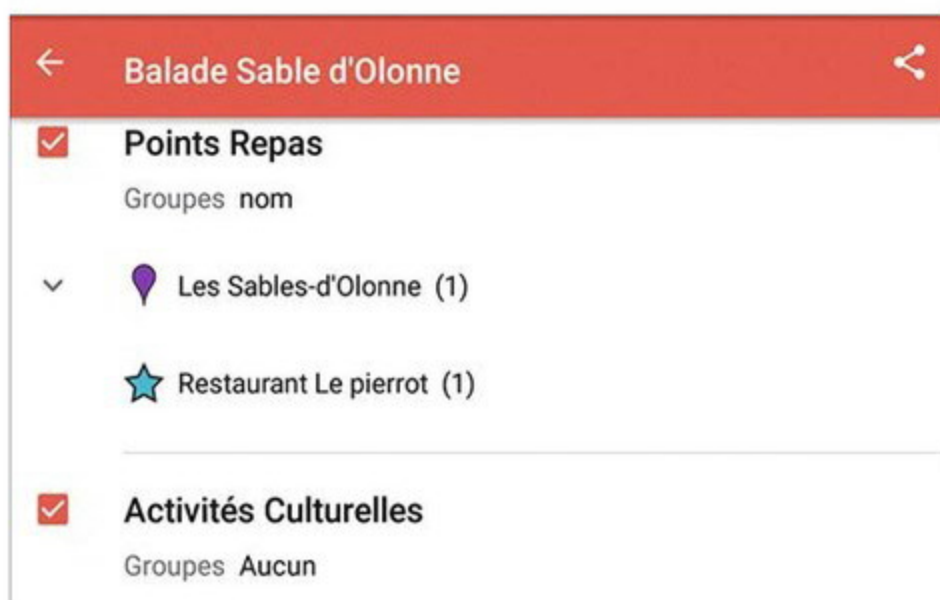 Balade Sable d'Olonne
Points Repas
Groupes nom
Les Sables-d'Olonne (1)
Restaurant Le pierrot (1)
Activités Culturelles
Groupes Aucun